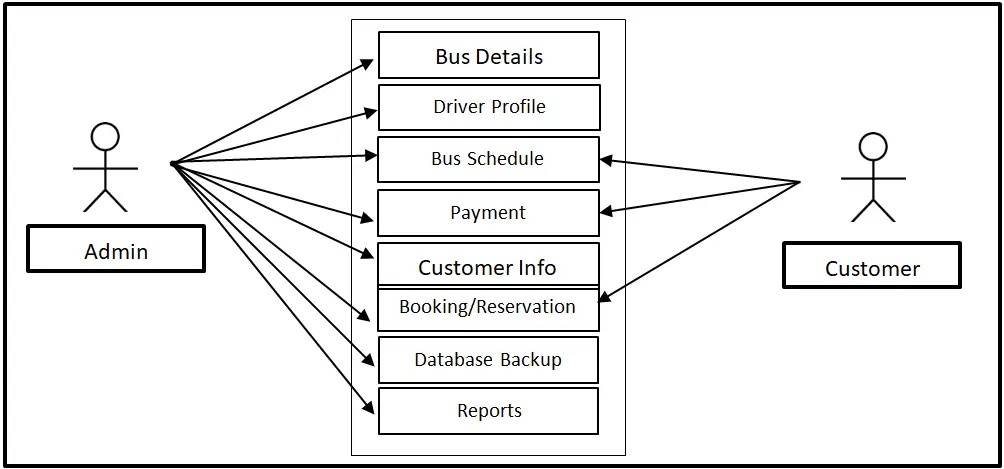 Bus Details
Driver Profile
Bus Schedule
Payment
Customer Info
Booking/Reservation
Database Backup
Reports
Admin
Customer